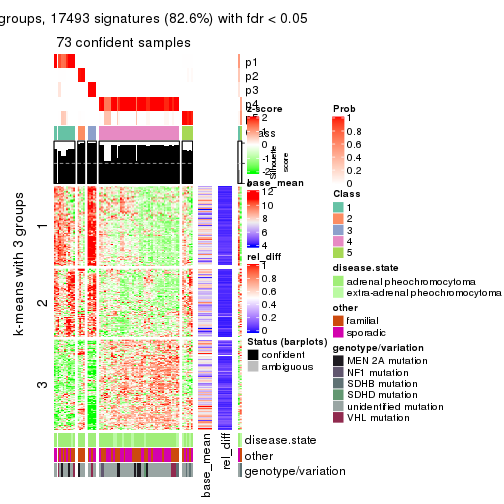 groups, 17493 signatures (82.6%) with fdr < 0.05
73 confident samples
p1
p2
p3
p4
p5
Class
Silhouette score
k-means with 3 groups
1
2
3
base_mean
rel_diff
disease.state
other
genotype/variation
z-score
2
1
0
-1
-2
base_mean
12
10
8
6
4
rel_diff
1
0.8
0.6
0.4
0.2
0
Status (barplots)
confident
ambiguous
Prob
1
0.8
0.6
0.4
0.2
0
Class
1
2
3
4
5
disease.state
adrenal pheochromocytoma
extra-adrenal pheochromocytoma
other
familial
sporadic
genotype/variation
MEN 2A mutation
NF1 mutation
SDHB mutation
SDHD mutation
unidentified mutation
VHL mutation